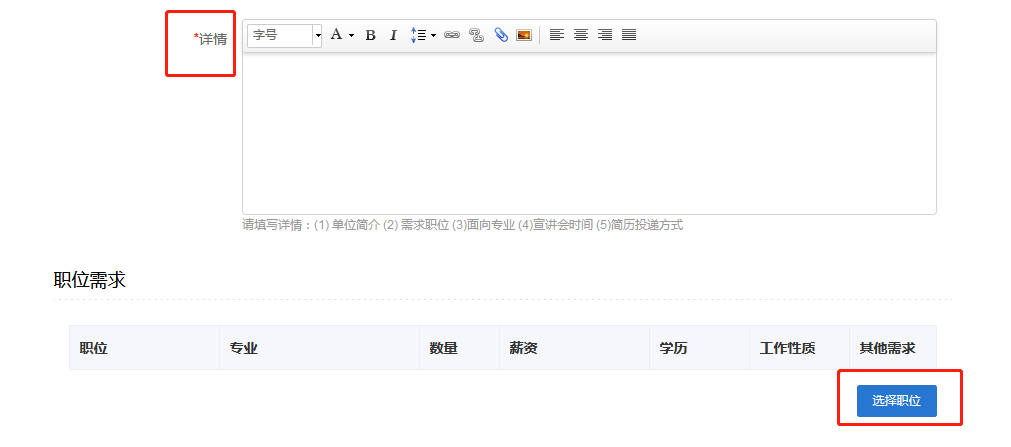 *详情
字号 A B I
请填写详情：(1) 单位简介 (2) 需求职位 (3)面向专业 (4)宣讲会时间 (5)简历投递方式
职位需求
职位 专业 数量 薪资 学历 工作性质 其他需求
选择职位